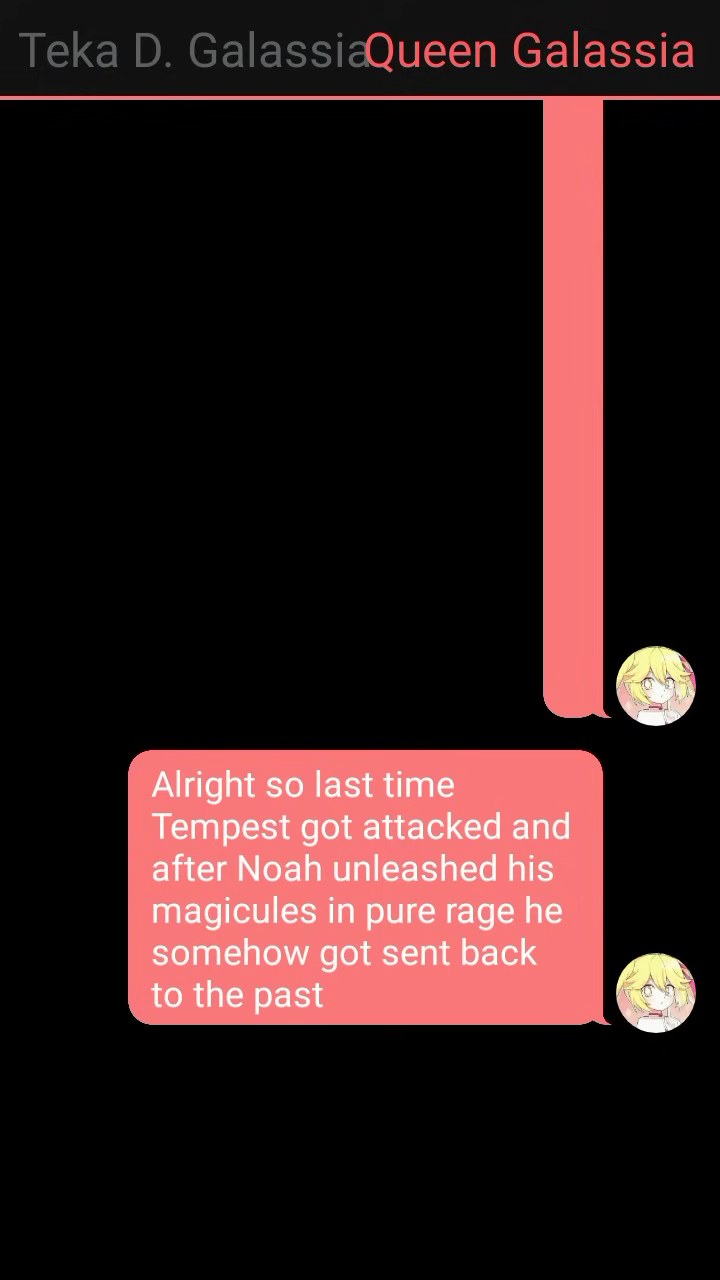 Teka D. Galassia Queen Galassia
Alright so last time
Tempest got attacked and
after Noah unleashed his
magicules in pure rage he
somehow got sent back
to the past